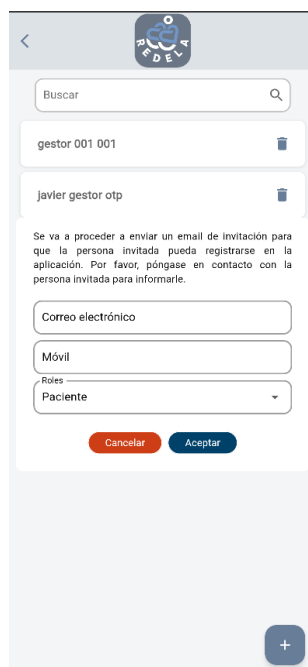 REDELA
Buscar
gestor 001 001
javier gestor otp
Se va a proceder a enviar un email de invitación para
que la persona invitada pueda registrarse en la
aplicación. Por favor, póngase en contacto con la
persona invitada para informarle.
Correo electrónico
Móvil
Roles
Paciente
Cancelar
Aceptar
+